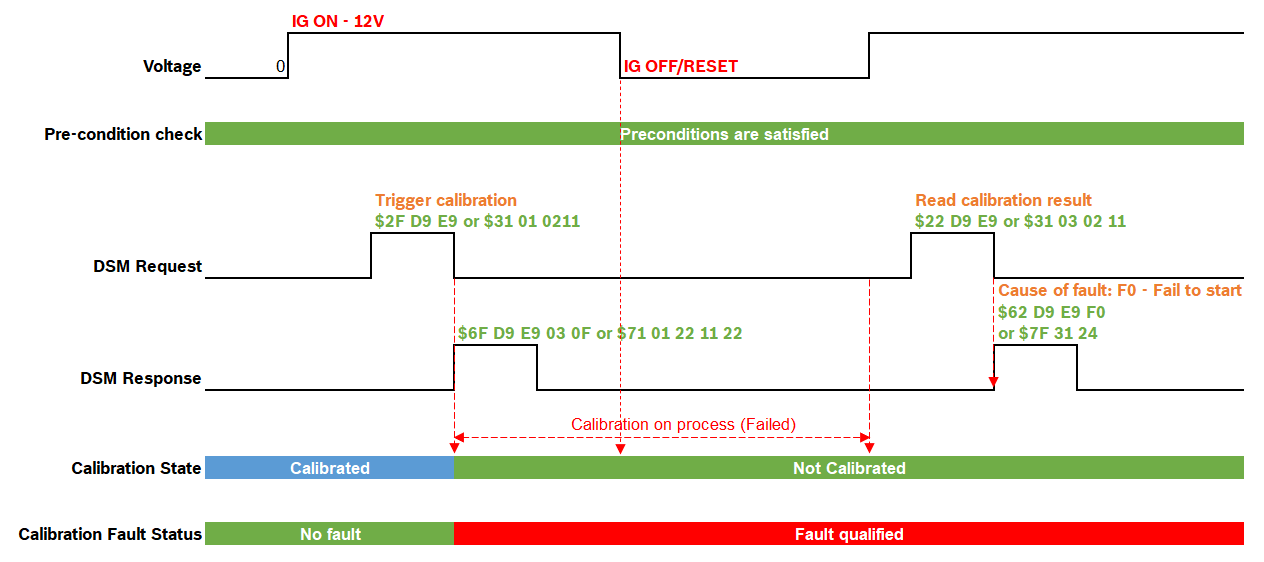 IG ON - 12V
Voltage
0
IG OFF/RESET
Pre-condition check
Preconditions are satisfied
Trigger calibration
$2F D9 E9 or $31 01 0211
Read calibration result
$22 D9 E9 or $31 03 02 11
DSM Request
Cause of fault: F0 - Fail to start
$62 D9 E9 F0
or $7F 31 24
$6F D9 E9 03 0F or $71 01 22 11 22
DSM Response
Calibration on process (Failed)
Calibration State
Calibrated
Not Calibrated
Calibration Fault Status
No fault
Fault qualified